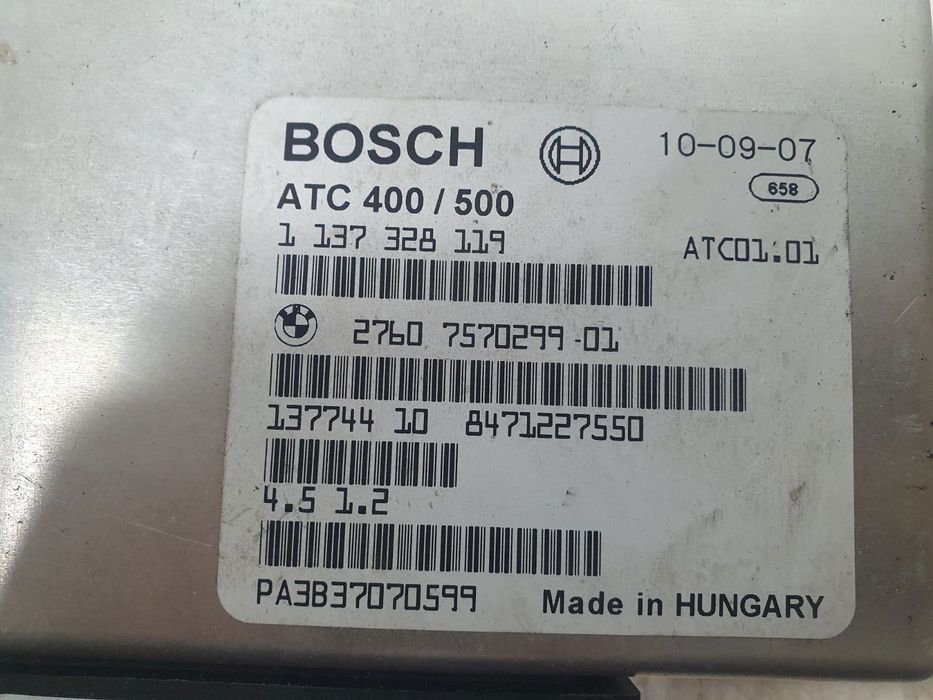 BOSCH 10-09-07
658
ATC 400 / 500
1 137 328 119 ATC01.01
2760 7570299-01
137744 10 8471227550
4.5 1.2
PA3B37070599 Made in HUNGARY